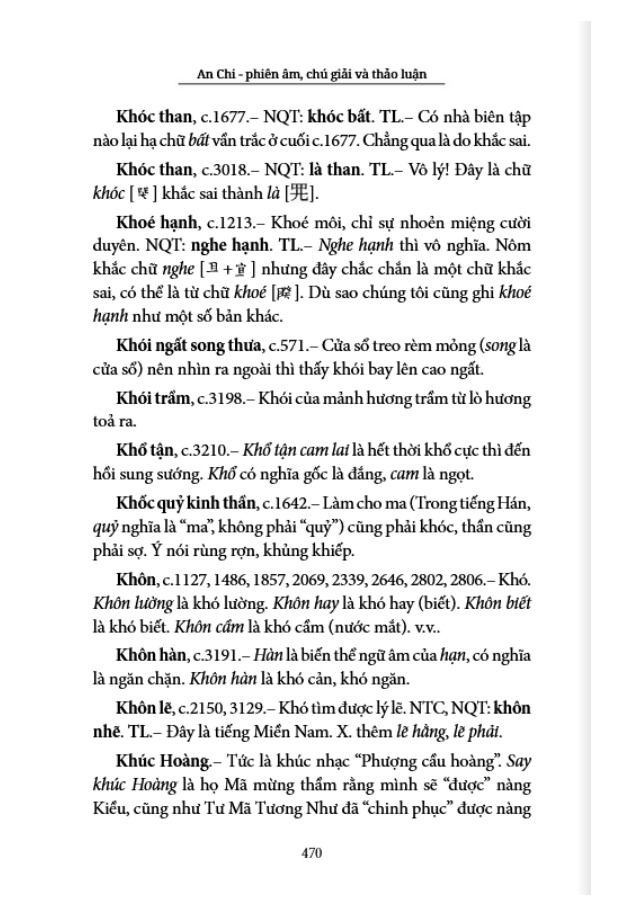 An Chi - phiên âm, chú giải và thảo luận
Khóc than, c.1677.– NQT: khóc bất. TL.– Có nhà biên tập
nào lại hạ chữ bất vần trắc ở cuối c.1677. Chẳng qua là do khắc sai.
Khóc than, c.3018.– NQT: là than. TL.– Vô lý! Đây là chữ
khóc [ ] khắc sai thành là [咒].
Khoé hạnh, c.1213.– Khoé môi, chỉ sự nhoẻn miệng cười
duyên. NQT: nghe hạnh. TL.– Nghe hạnh thì vô nghĩa. Nôm
khắc chữ nghe [ + ] nhưng đây chắc chắn là một chữ khắc
sai, có thể là từ chữ khoé [ ]. Dù sao chúng tôi cũng ghi khoé
hạnh như một số bản khác.
Khói ngất song thưa, c.571.– Cửa sổ treo rèm mỏng (song là
cửa sổ) nên nhìn ra ngoài thì thấy khói bay lên cao ngất.
Khói trầm, c.3198.– Khói của mảnh hương trầm từ lò hương
toả ra.
Khổ tận, c.3210.– Khổ tận cam lai là hết thời khổ cực thì đến
hồi sung sướng. Khổ có nghĩa gốc là đắng, cam là ngọt.
Khốc quỷ kinh thần, c.1642.– Làm cho ma (Trong tiếng Hán,
quỷ nghĩa là “ma”, không phải “quỷ”) cũng phải khóc, thần cũng
phải sợ. Ý nói rùng rợn, khủng khiếp.
Khôn, c.1127, 1486, 1857, 2069, 2339, 2646, 2802, 2806.– Khó.
Khôn lường là khó lường. Khôn hay là khó hay (biết). Khôn biết
là khó biết. Khôn cầm là khó cầm (nước mắt). v.v..
Khôn hàn, c.3191.– Hàn là biến thể ngữ âm của hạn, có nghĩa
là ngăn chặn. Khôn hàn là khó cản, khó ngăn.
Khôn lẽ, c.2150, 3129.– Khó tìm được lý lẽ. NTC, NQT: khôn
nhẽ. TL.– Đây là tiếng Miền Nam. X. thêm lẽ hằng, lẽ phải.
Khúc Hoàng.– Tức là khúc nhạc “Phượng cầu hoàng”. Say
khúc Hoàng là họ Mã mừng thầm rằng mình sẽ “được” nàng
Kiều, cũng như Tư Mã Tương Như đã “chinh phục” được nàng
470